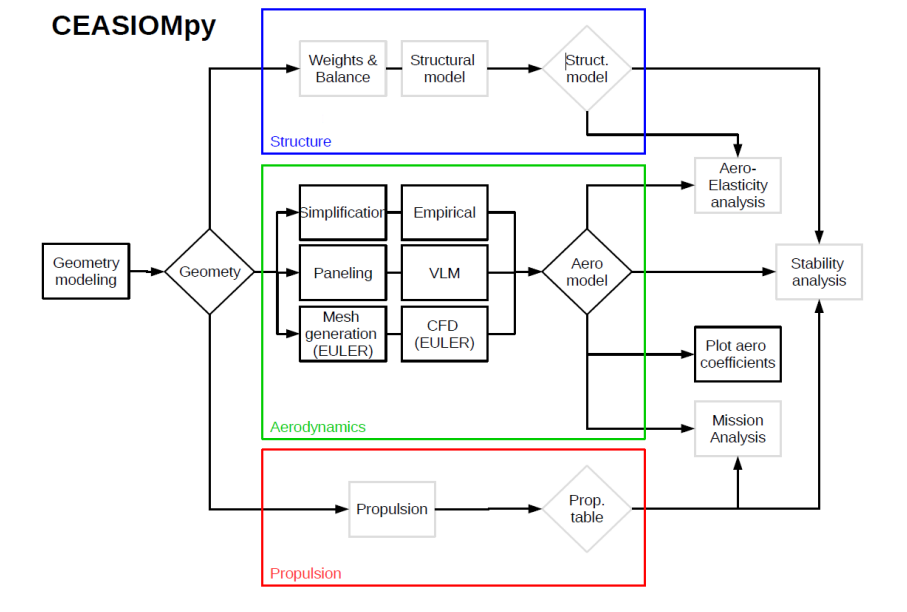 CEASIOMpy
Weights &
Balance
Structural
model
Struct.
model
Structure
Aero-
Elasticity
analysis
Simplification
Empirical
Geometry
modeling
Geomety
Paneling
VLM
Aero
model
Stability
analysis
Mesh
generation
(EULER)
CFD
(EULER)
Plot aero
coefficients
Mission
Analysis
Aerodynamics
Propulsion
Prop.
table
Propulsion